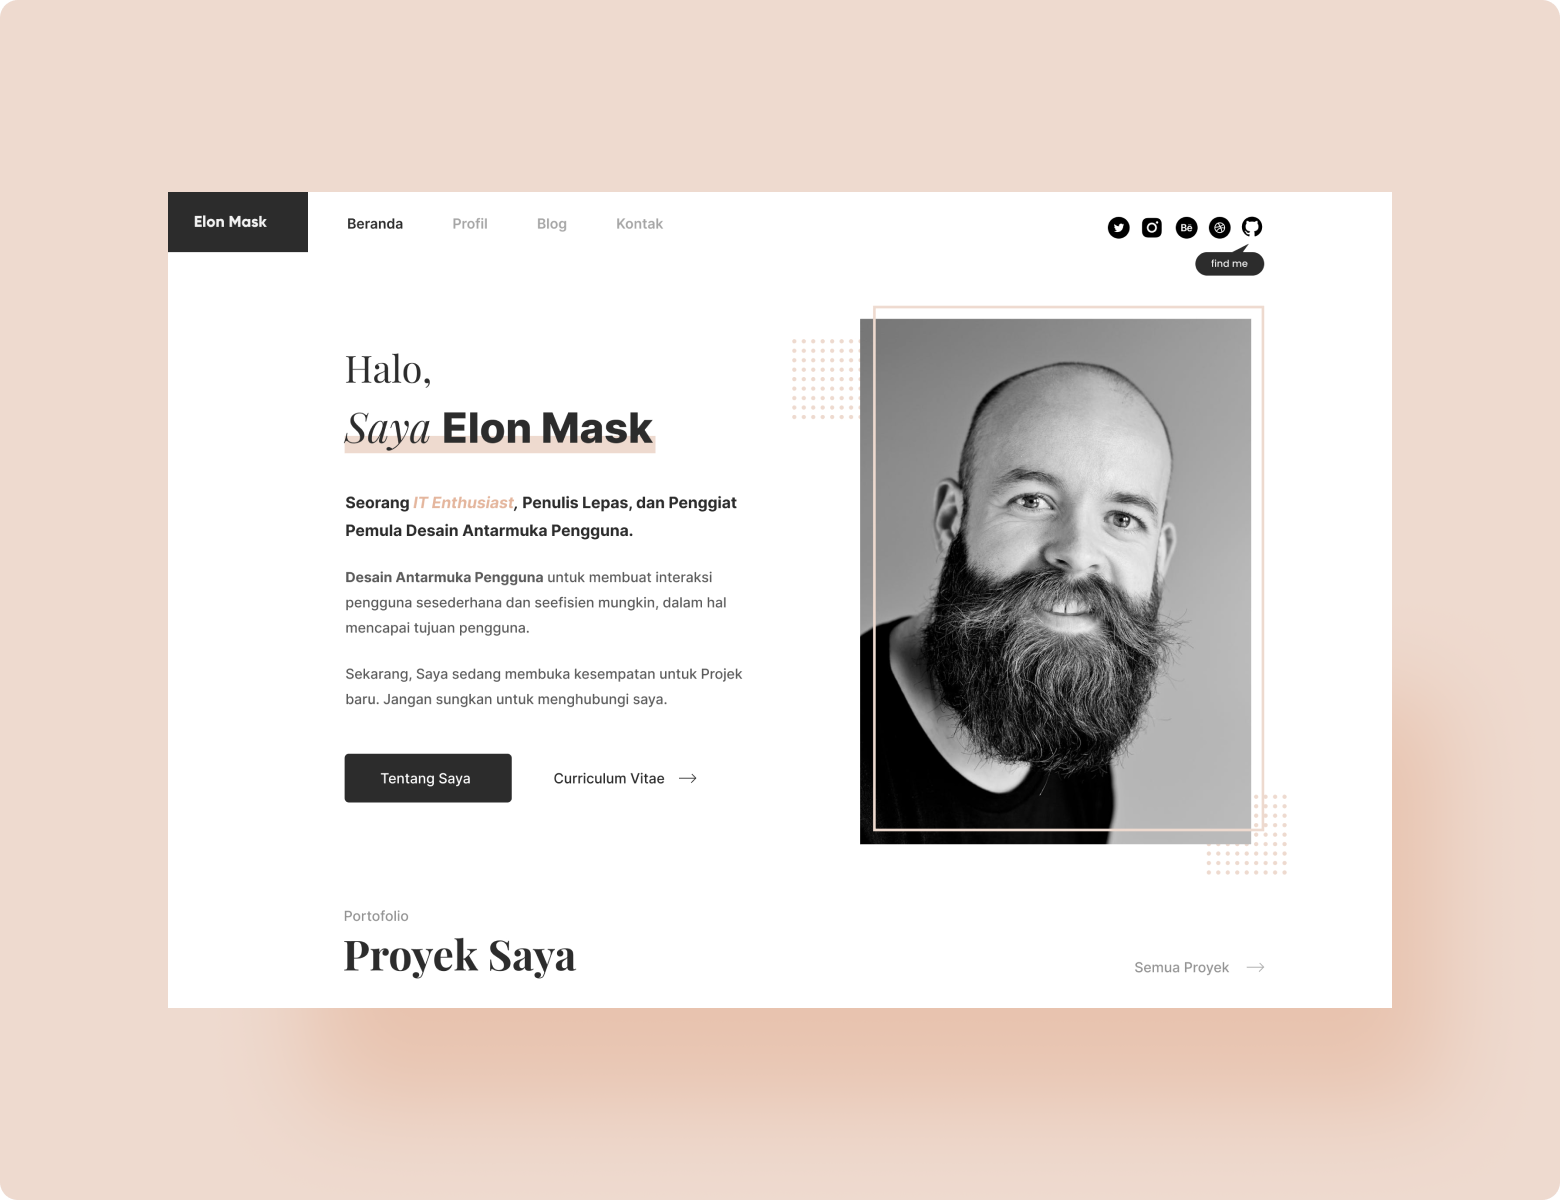 Elon Mask
Beranda
Profil
Blog
Kontak
Bē
find me
Halo,
Saya Elon Mask
Seorang IT Enthusiast, Penulis Lepas, dan Penggiat
Pemula Desain Antarmuka Pengguna.
Desain Antarmuka Pengguna untuk membuat interaksi
pengguna sesederhana dan seefisien mungkin, dalam hal
mencapai tujuan pengguna.
Sekarang, Saya sedang membuka kesempatan untuk Projek
baru. Jangan sungkan untuk menghubungi saya.
Tentang Saya
Curriculum Vitae
Portofolio
Proyek Saya
Semua Proyek